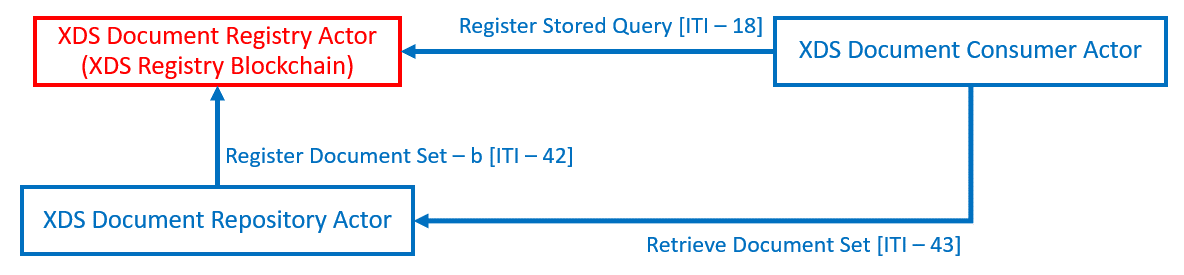 XDS Document Registry Actor
(XDS Registry Blockchain)
Register Stored Query [ITI – 18]
XDS Document Consumer Actor
Register Document Set – b [ITI – 42]
XDS Document Repository Actor
Retrieve Document Set [ITI – 43]